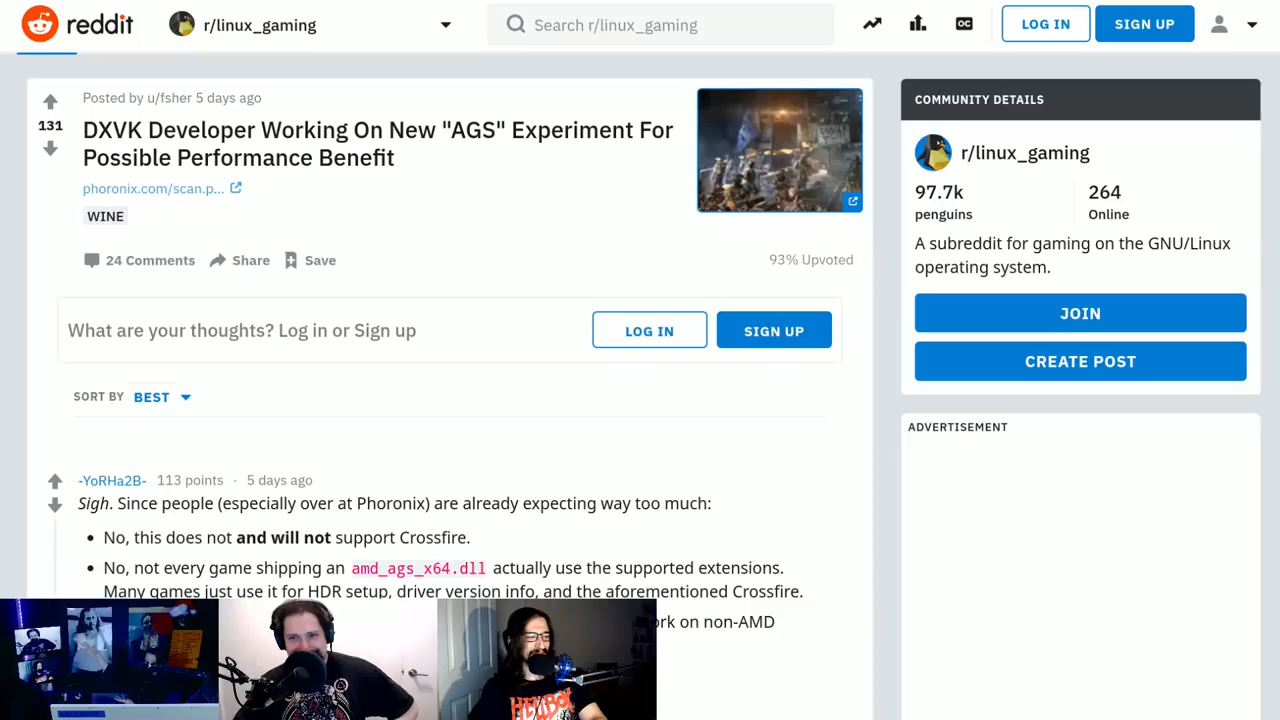 reddit
r/linux_gaming
Search r/linux_gaming
LOG IN
SIGN UP
131
Posted by u/fsher 5 days ago
DXVK Developer Working On New "AGS" Experiment For
Possible Performance Benefit
phoronix.com/scan.p...
WINE
24 Comments
Share
Save
93% Upvoted
What are your thoughts? Log in or Sign up
LOG IN
SIGN UP
SORT BY
BEST
-YoRHa2B- 113 points · 5 days ago
Sigh. Since people (especially over at Phoronix) are already expecting way too much:
• No, this does not and will not support Crossfire.
• No, not every game shipping an amd_ags_x64.dll actually use the supported extensions.
Many games just use it for HDR setup, driver version info, and the aforementioned Crossfire.
on non-AMD
COMMUNITY DETAILS
r/linux_gaming
97.7k
penguins
264
Online
A subreddit for gaming on the GNU/Linux
operating system.
JOIN
CREATE POST
ADVERTISEMENT
HELLBOY